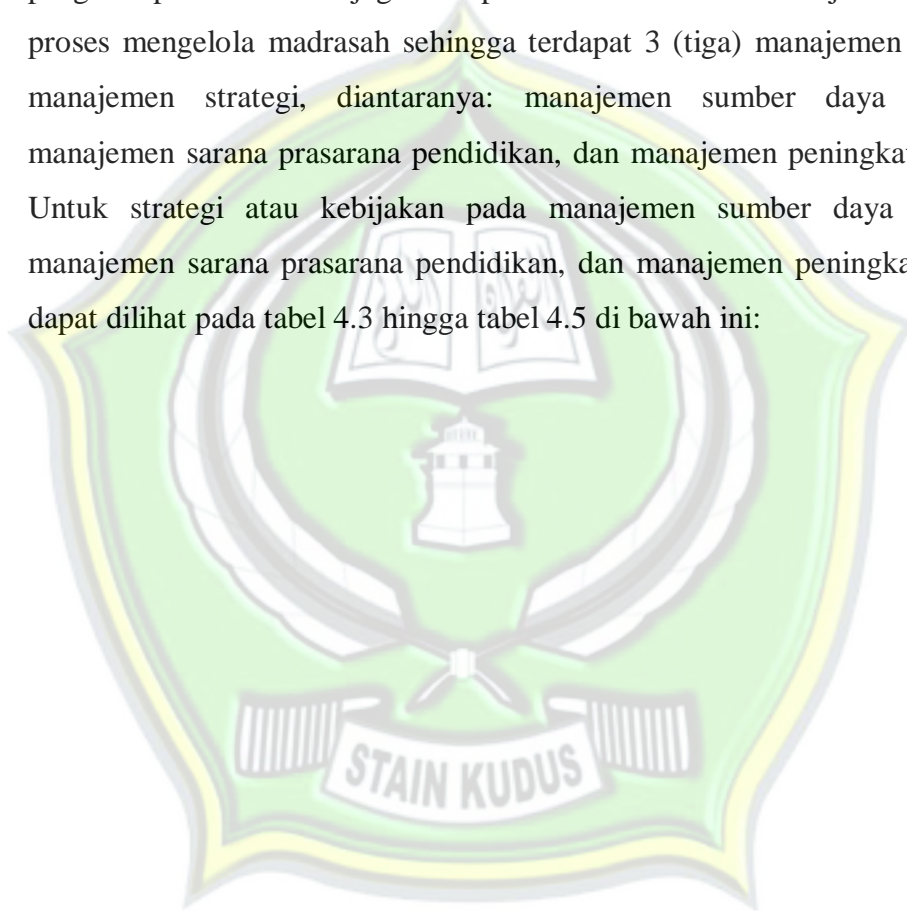 proses mengelola madrasah sehingga terdapat 3 (tiga) manajemen
manajemen strategi, diantaranya: manajemen sumber daya
manajemen sarana prasarana pendidikan, dan manajemen
Untuk strategi atau kebijakan pada manajemen sumber daya
manajemen sarana prasarana pendidikan, dan manajemen
dapat dilihat pada tabel 4.3 hingga tabel 4.5 di bawah ini:
STAIN KUDUS